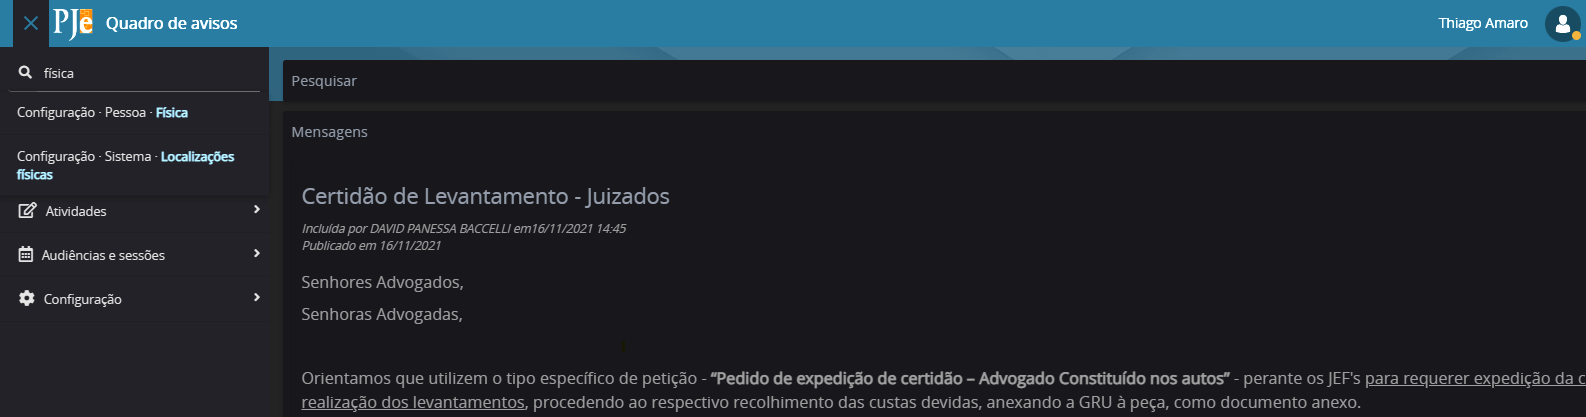 PJe Quadro de avisos
Thiago Amaro
física
Configuração · Pessoa · Física
Configuração · Sistema · Localizações
físicas
Atividades
Audiências e sessões
Configuração
Pesquisar
Mensagens
Certidão de Levantamento - Juizados
Incluída por DAVID PANESSA BACCELLI em16/11/2021 14:45
Publicado em 16/11/2021
Senhores Advogados,
Senhoras Advogadas,
Orientamos que utilizem o tipo específico de petição - “Pedido de expedição de certidão – Advogado Constituído nos autos” - perante os JEF's para requerer expedição da c
realização dos levantamentos, procedendo ao respectivo recolhimento das custas devidas, anexando a GRU à peça, como documento anexo.